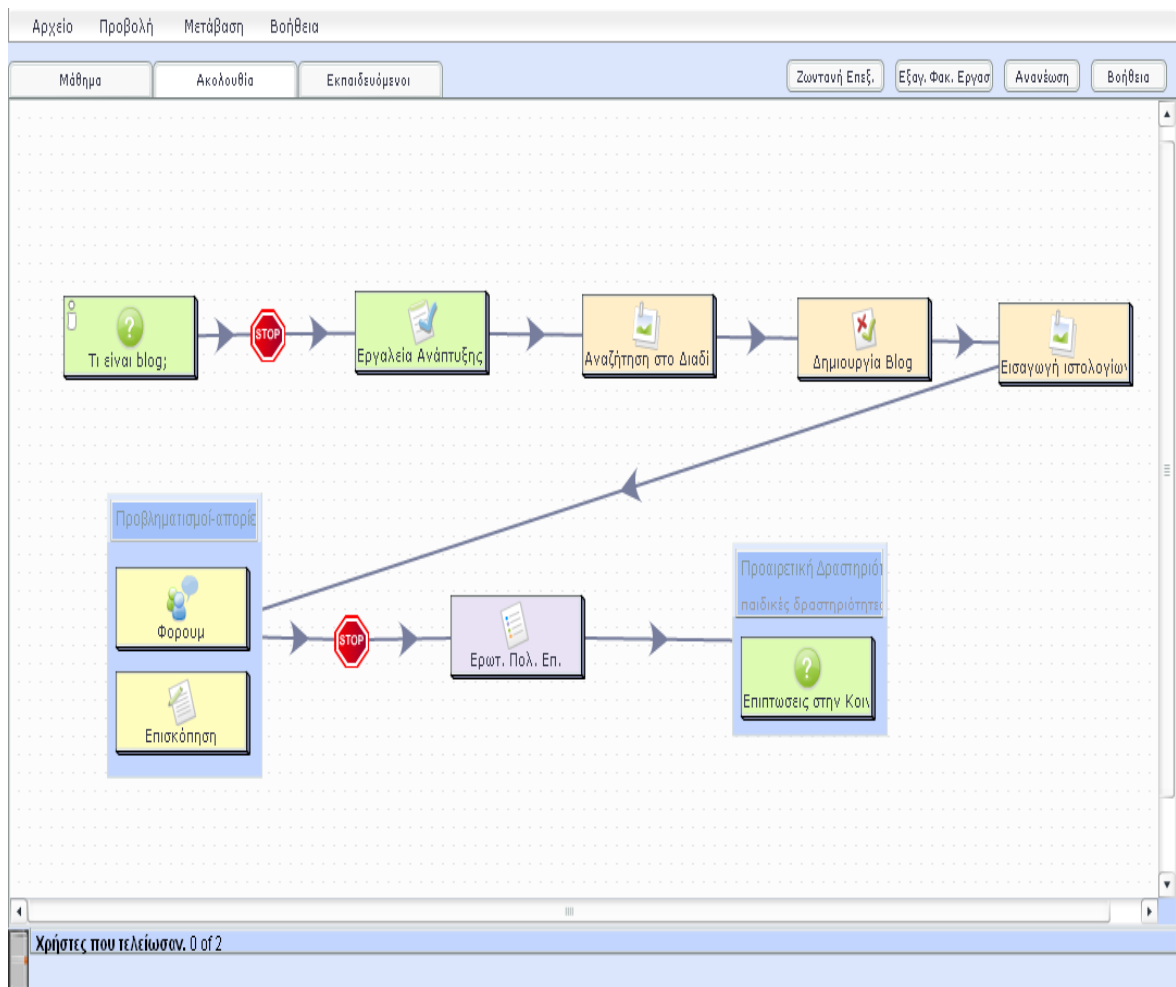 Αρχείο Προβολή Μετάβαση Βοήθεια
Μάθημα Ακολουθία Εκπαιδευόμενοι Ζωντανή Επεξ. Εξαγ. Φακ. Εργασ Ανανέωση Βοήθεια
Τι είναι blog;
STOP
Εργαλεία Ανάπτυξης
Αναζήτηση στο Διαδί
Δημιουργία Blog
Εισαγωγή ιστολογίων
Προβληματισμοί-απορίε
Φορουμ
Επισκόπηση
STOP
Ερωτ. Πολ. Επ.
Προαιρετική Δραστηριότ
παιδικές δραστηριότητες
Επιπτωσεις στην Κοιν
Χρήστες που τελείωσαν. 0 of 2